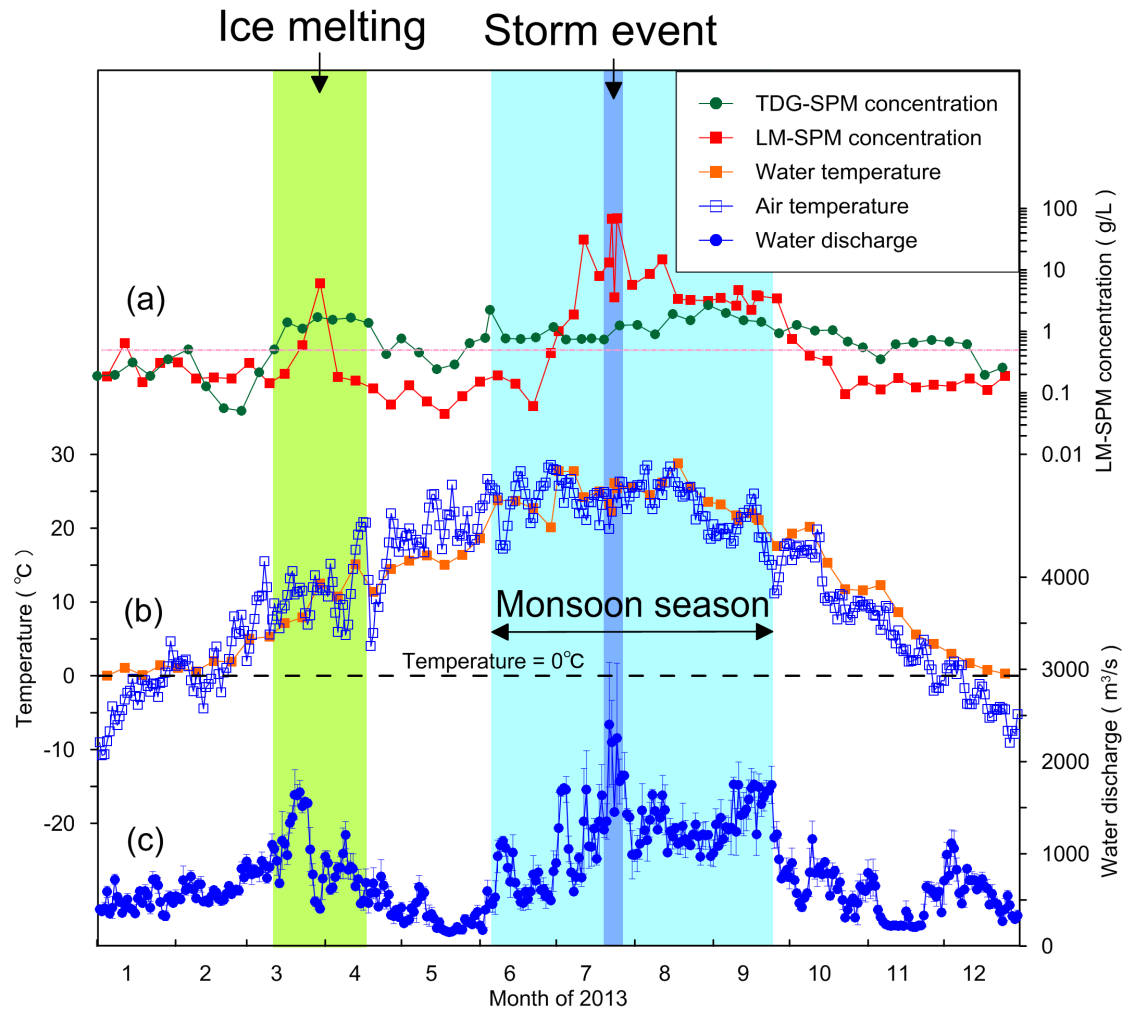 Ice melting
Storm event
TDG-SPM concentration
LM-SPM concentration
Water temperature
Air temperature
Water discharge
(a)
100
10
1
0.1
0.01
LM-SPM concentration ( g/L )
30
20
10
0
-10
-20
Temperature ( °C )
(b)
Monsoon season
Temperature = 0°C
(c)
4000
3000
2000
1000
0
Water discharge ( m³/s )
1 2 3 4 5 6 7 8 9 10 11 12
Month of 2013